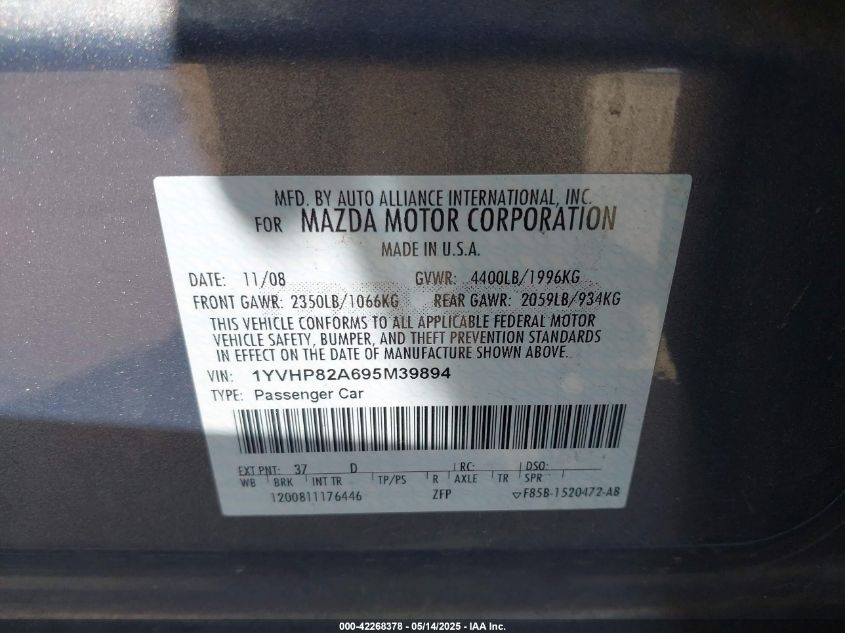 MFD. BY AUTO ALLIANCE INTERNATIONAL, INC.
FOR MAZDA MOTOR CORPORATION
MADE IN U.S.A.
DATE: 11/08 GVWR: 4400LB/1996KG
FRONT GAWR: 2350LB/1066KG REAR GAWR: 2059LB/934KG
THIS VEHICLE CONFORMS TO ALL APPLICABLE FEDERAL MOTOR
VEHICLE SAFETY, BUMPER, AND THEFT PREVENTION STANDARDS
IN EFFECT ON THE DATE OF MANUFACTURE SHOWN ABOVE.
VIN: 1YVHP82A695M39894
TYPE: Passenger Car
EXT PNT: 37 D RC: DSO:
WB BRK INT TR TP/PS R AXLE TR SPR
1200811176446 ZFP ▽F85B-1520472-AB
000-42268378 - 05/14/2025 - IAA Inc.